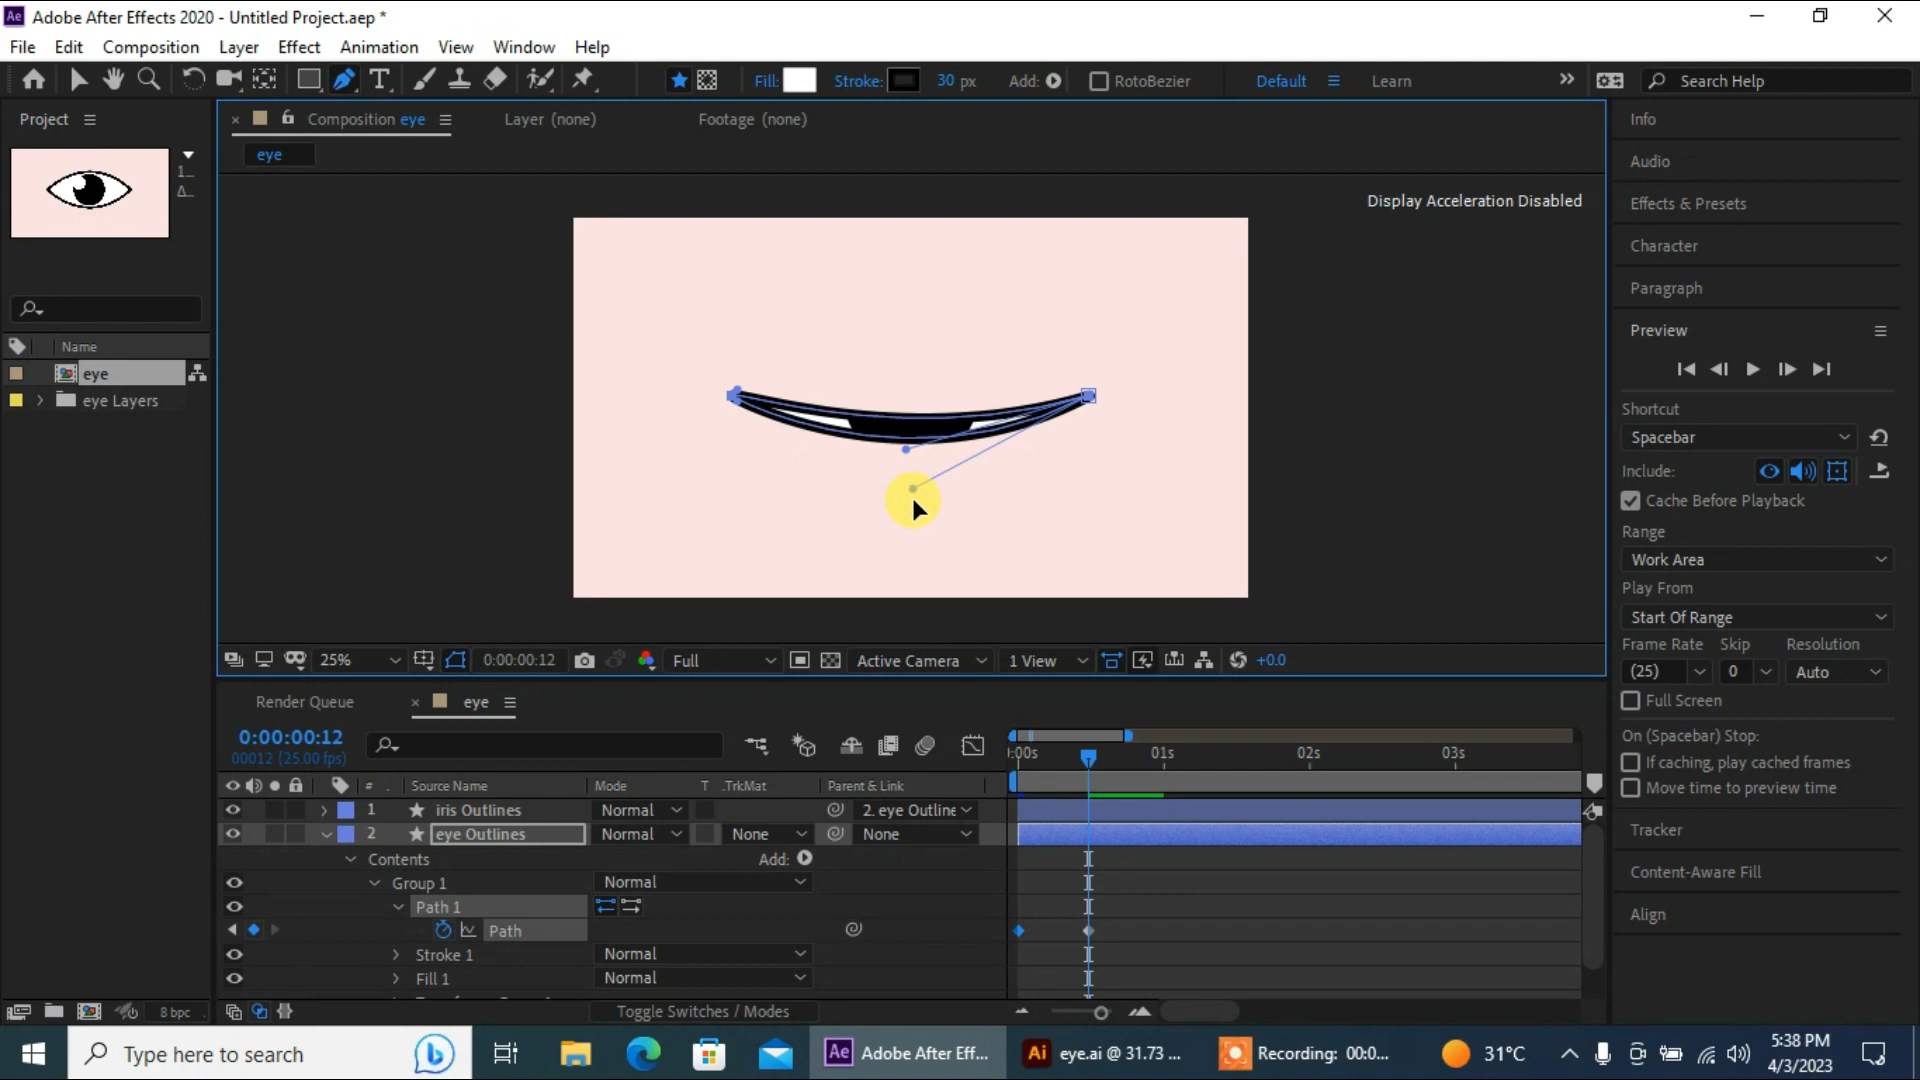 Ae Adobe After Effects 2020 - Untitled Project.aep *
File Edit Composition Layer Effect Animation View Window Help
T Fill: Stroke: 30 px Add: RotoBezier Default Learn Search Help
Project
Composition eye Layer (none) Footage (none)
eye
1...
Δ...
Display Acceleration Disabled
Name
eye
eye Layers
25% 0:00:00:12 Full Active Camera 1 View +0.0
Info
Audio
Effects & Presets
Character
Paragraph
Preview
Shortcut
Spacebar
Include:
Cache Before Playback
Range
Work Area
Play From
Start Of Range
Frame Rate Skip Resolution
(25) 0 Auto
Full Screen
On (Spacebar) Stop:
If caching, play cached frames
Move time to preview time
Tracker
Content-Aware Fill
Align
Render Queue eye
0:00:00:12
00012 (25.00 fps)
:00s 01s 02s 03s
# Source Name Mode T .TrkMat Parent & Link
1 iris Outlines Normal 2. eye Outline
2 eye Outlines Normal None None
Contents Add:
Group 1 Normal
Path 1
Path
Stroke 1 Normal
Fill 1 Normal
8 bpc Toggle Switches / Modes
Type here to search Ae Adobe After Eff... Ai eye.ai @ 31.73 ... Recording: 00:0... 31°C 5:38 PM
4/3/2023